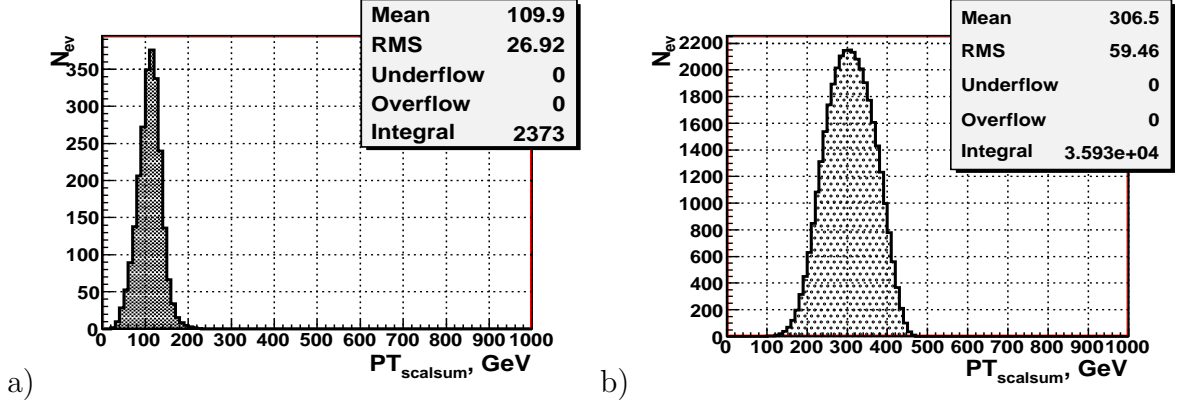 Mean 109.9
RMS 26.92
Underflow 0
Overflow 0
Integral 2373
N_ev
350
300
250
200
150
100
50
0
0 100 200 300 400 500 600 700 800 900 1000
PT_scalsum, GeV
a)
Mean 306.5
RMS 59.46
Underflow 0
Overflow 0
Integral 3.593e+04
N_ev
2200
2000
1800
1600
1400
1200
1000
800
600
400
200
0
0 100 200 300 400 500 600 700 800 900 1000
PT_scalsum, GeV
b)